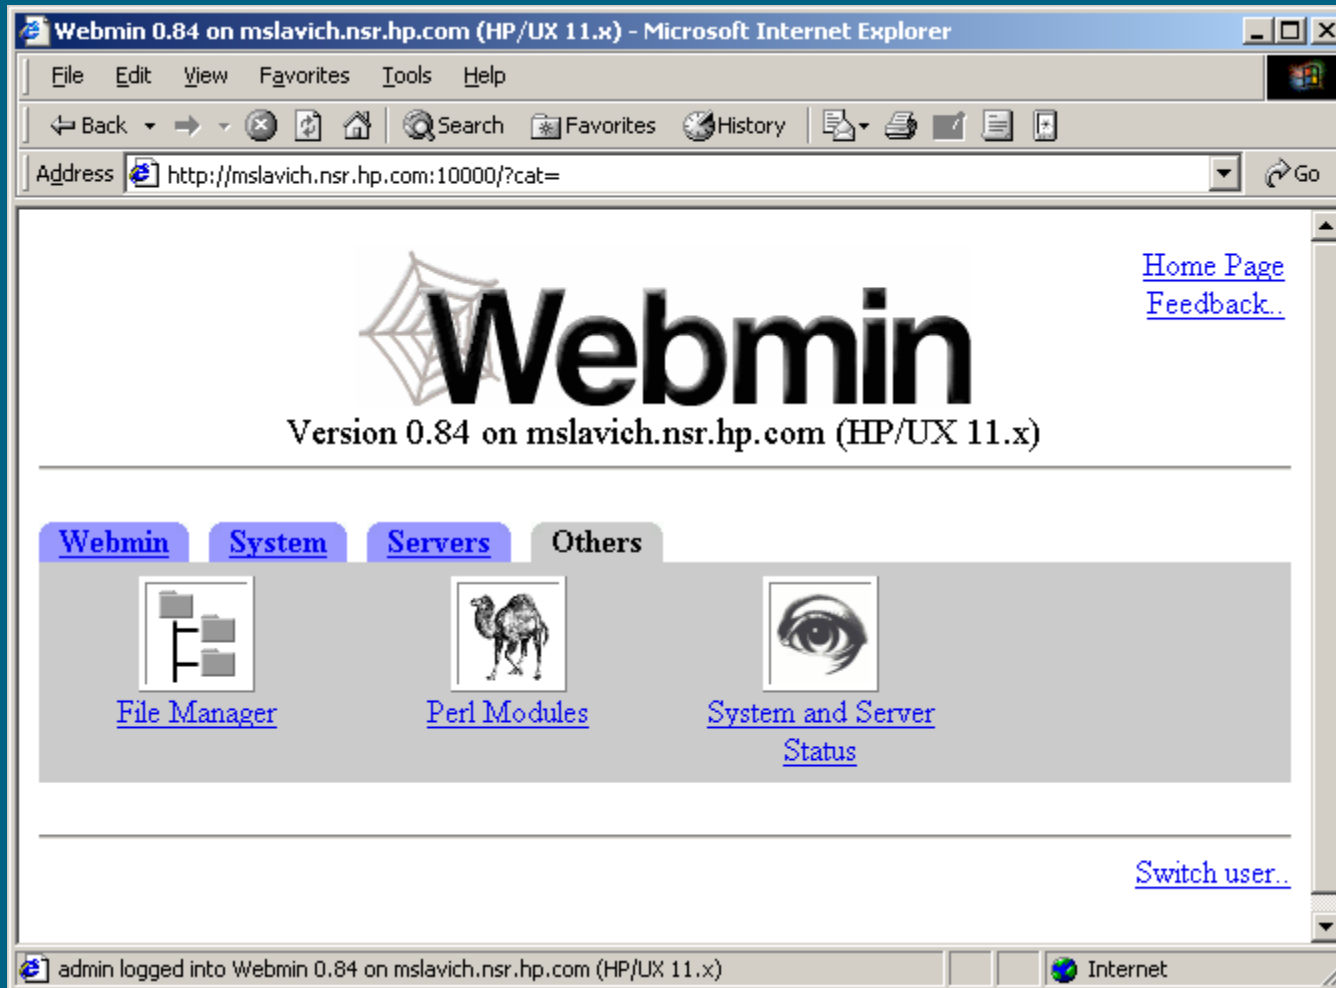 Webmin 0.84 on mslavich.nsr.hp.com (HP/UX 11.x) - Microsoft Internet Explorer
File Edit View Favorites Tools Help
Back Search Favorites History
Address http://mslavich.nsr.hp.com:10000/?cat= Go
Home Page
Feedback..
Webmin
Version 0.84 on mslavich.nsr.hp.com (HP/UX 11.x)
Webmin System Servers Others
File Manager Perl Modules System and Server
Status
Switch user..
admin logged into Webmin 0.84 on mslavich.nsr.hp.com (HP/UX 11.x) Internet